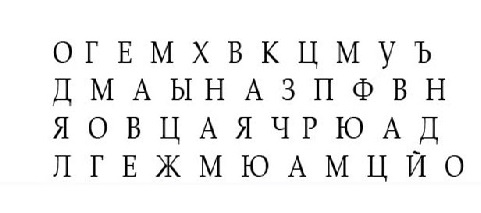 О Г Е М Х В К Ц М У Ъ
Д М А Ы Н А З П Ф В Н
Я О В Ц А Я Ч Р Ю А Д
Л Г Е Ж М Ю А М Ц Й О